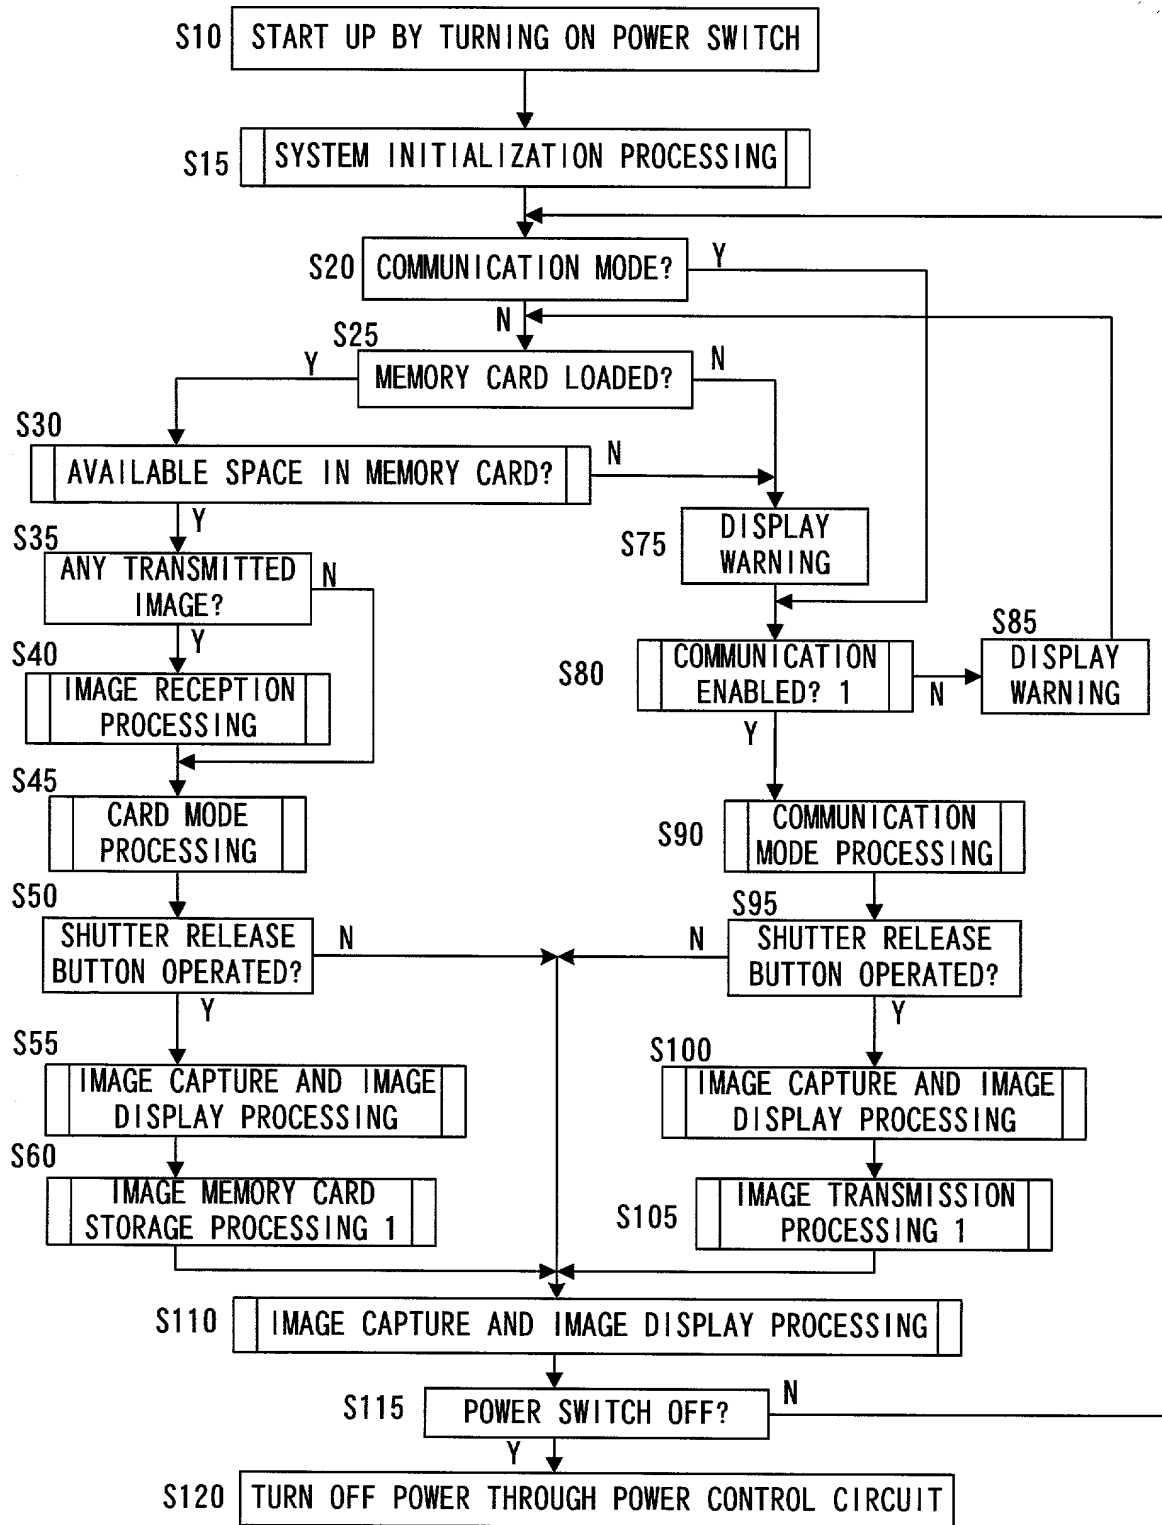 S10 START UP BY TURNING ON POWER SWITCH
S15 SYSTEM INITIALIZATION PROCESSING
S20 COMMUNICATION MODE?
Y
N
S25
MEMORY CARD LOADED?
Y
N
S30
AVAILABLE SPACE IN MEMORY CARD?
N
Y
S75
DISPLAY
WARNING
S35
ANY TRANSMITTED
IMAGE?
N
Y
S40
IMAGE RECEPTION
PROCESSING
S80
COMMUNICATION
ENABLED? 1
N
Y
S85
DISPLAY
WARNING
S45
CARD MODE
PROCESSING
S90
COMMUNICATION
MODE PROCESSING
S50
SHUTTER RELEASE
BUTTON OPERATED?
N
Y
S95
SHUTTER RELEASE
BUTTON OPERATED?
N
Y
S55
IMAGE CAPTURE AND IMAGE
DISPLAY PROCESSING
S100
IMAGE CAPTURE AND IMAGE
DISPLAY PROCESSING
S60
IMAGE MEMORY CARD
STORAGE PROCESSING 1
S105
IMAGE TRANSMISSION
PROCESSING 1
S110 IMAGE CAPTURE AND IMAGE DISPLAY PROCESSING
S115 POWER SWITCH OFF?
N
Y
S120 TURN OFF POWER THROUGH POWER CONTROL CIRCUIT